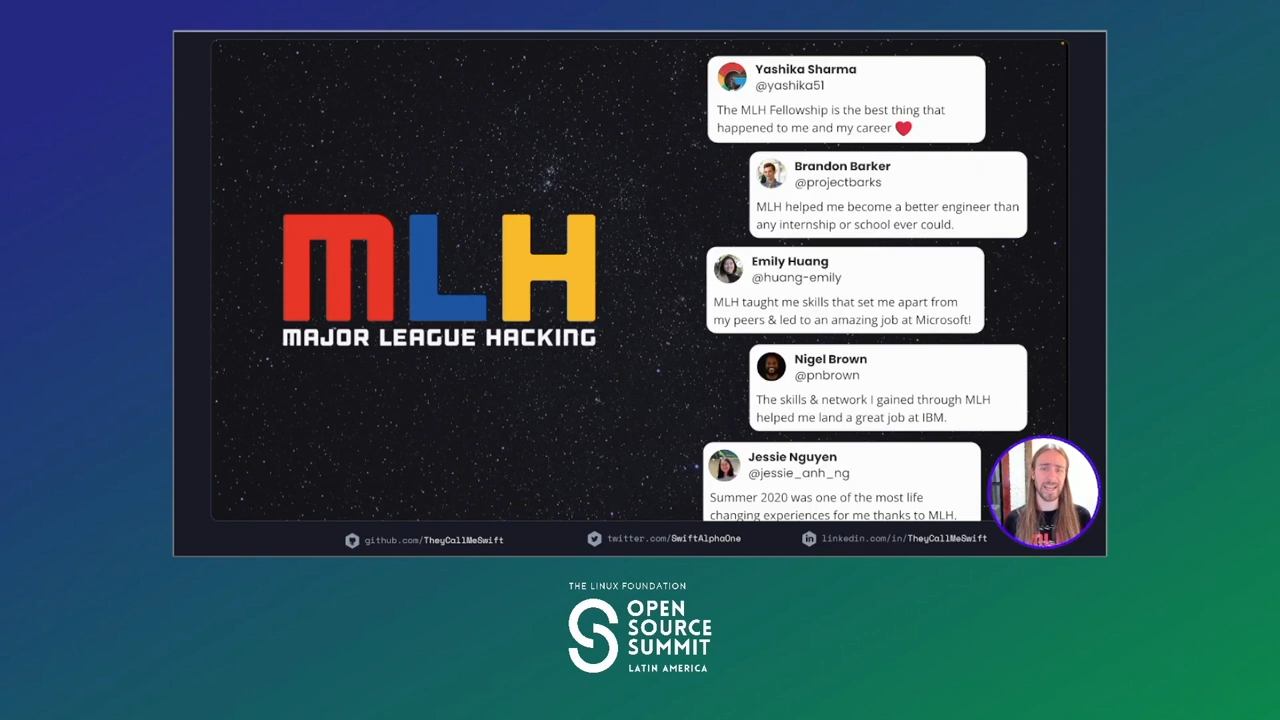 MLH
MAJOR LEAGUE HACKING
Yashika Sharma
@yashika51
The MLH Fellowship is the best thing that
happened to me and my career
Brandon Barker
@projectbarks
MLH helped me become a better engineer than
any internship or school ever could.
Emily Huang
@huang-emily
MLH taught me skills that set me apart from
my peers & led to an amazing job at Microsoft!
Nigel Brown
@pnbrown
The skills & network I gained through MLH
helped me land a great job at IBM.
Jessie Nguyen
@jessie_anh_ng
Summer 2020 was one of the most life
changing experiences for me thanks to MLH.
github.com/TheyCallMeSwift
twitter.com/SwiftAlphaOne
linkedin.com/in/TheyCallMeSwift
THE LINUX FOUNDATION
OPEN
SOURCE
SUMMIT
LATIN AMERICA